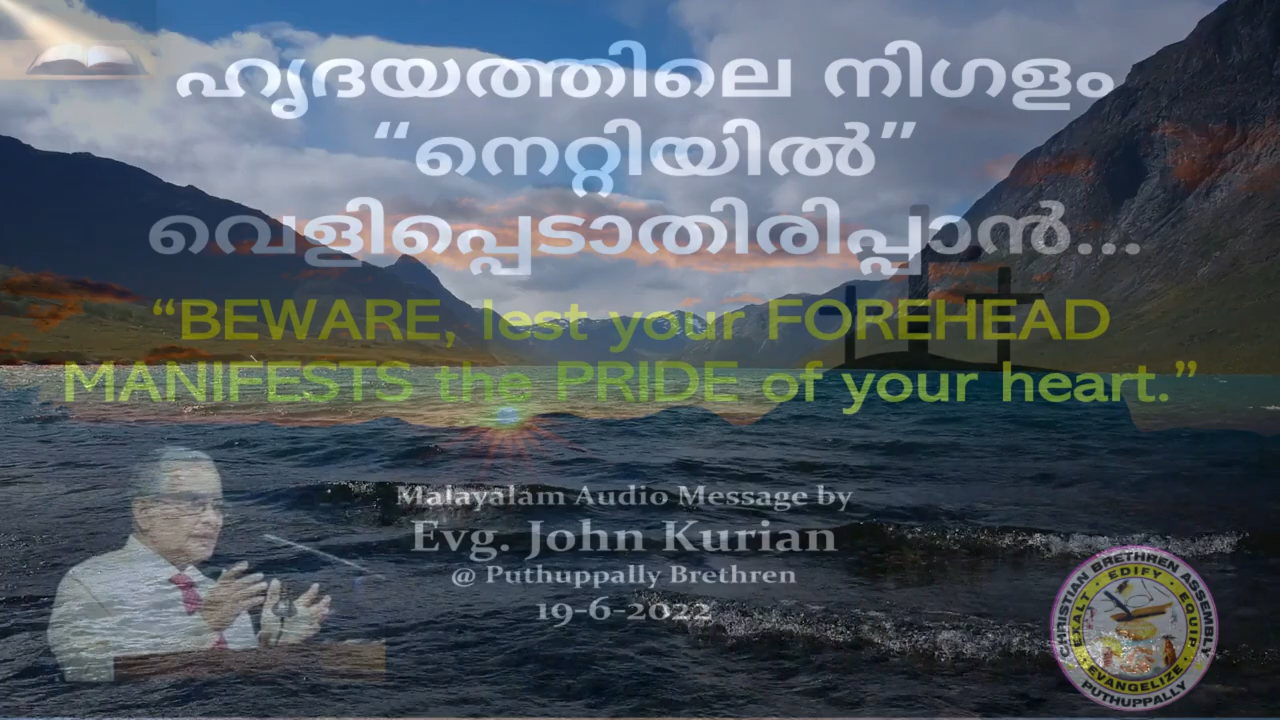 ഹൃദയത്തിലെ നിഗളം
“നെറ്റിയിൽ”
വെളിപ്പെടാതിരിപ്പാൻ...
“BEWARE, lest your FOREHEAD
MANIFESTS the PRIDE of your heart.”
Malayalam Audio Message by
Evg. John Kurian
@ Puthuppally Brethren
19-6-2022
CHRISTIAN BRETHREN ASSEMBLY
PUTHUPPALLY
EXALT · EDIFY · EQUIP · EVANGELIZE